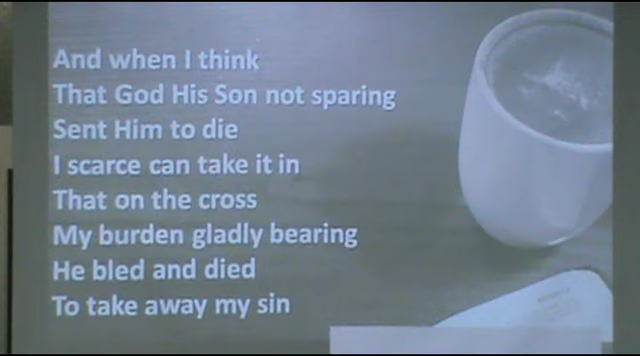 And when I think
That God His Son not sparing
Sent Him to die
I scarce can take it in
That on the cross
My burden gladly bearing
He bled and died
To take away my sin